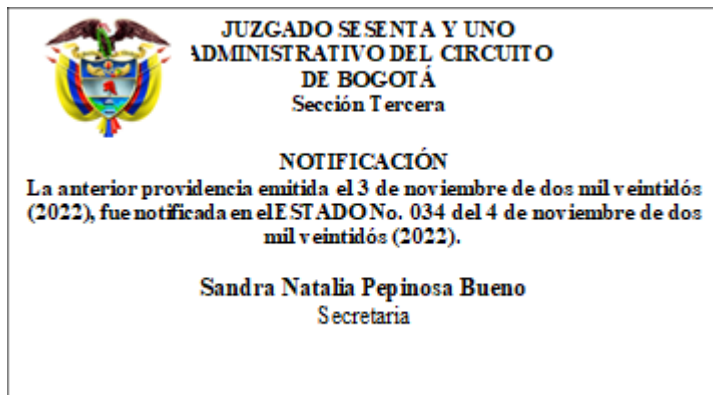 JUZGADO SESENTA Y UNO
ADMINISTRATIVO DEL CIRCUITO
DE BOGOTÁ
Sección Tercera
NOTIFICACIÓN
La anterior providencia emitida el 3 de noviembre de dos mil veintidós
(2022), fue notificada en el ESTADO No. 034 del 4 de noviembre de dos
mil veintidós (2022).
Sandra Natalia Pepinosa Bueno
Secretaria